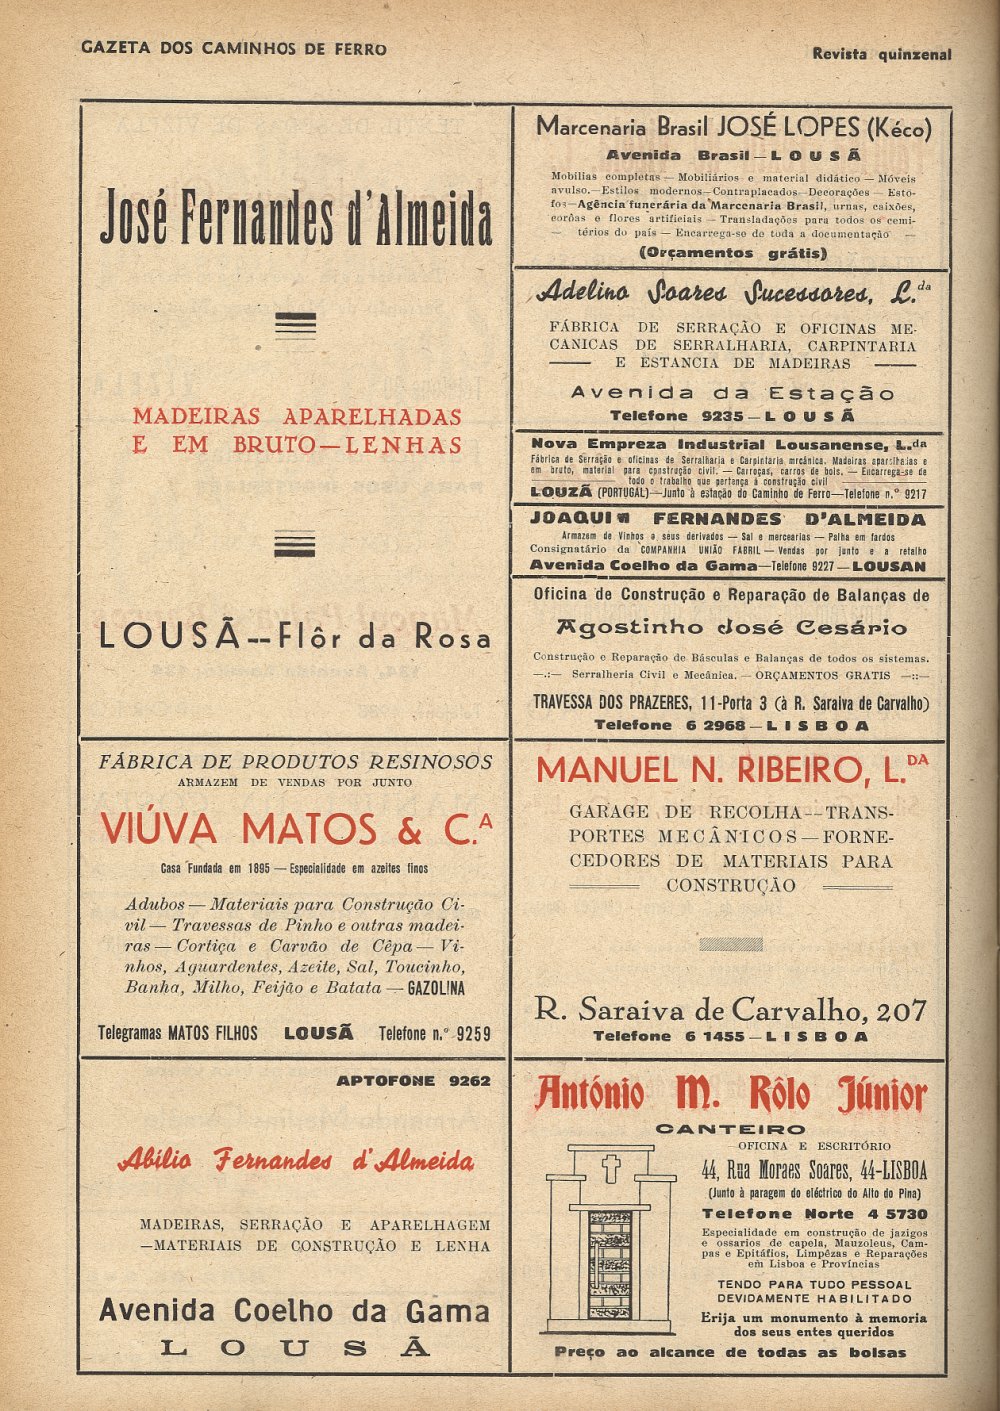 GAZETA DOS CAMINHOS DE FERRO
Revista quinzenal
José Fernandes d'Almeida
MADEIRAS APARELHADAS
E EM BRUTO—LENHAS
LOUSÃ--Flôr da Rosa
FÁBRICA DE PRODUTOS RESINOSOS
ARMAZEM DE VENDAS POR JUNTO
VIÚVA MATOS & C.A
Casa Fundada em 1895 — Especialidade em azeites finos
Adubos — Materiais para Construção Ci-
vil — Travessas de Pinho e outras madei-
ras — Cortiça e Carvão de Cêpa — Vi-
nhos, Aguardentes, Azeite, Sal, Toucinho,
Banha, Milho, Feijão e Batata — GAZOLINA
Telegramas MATOS FILHOS LOUSÃ Telefone n.º 9259
APTOFONE 9262
Abílio Fernandes d'Almeida
MADEIRAS, SERRAÇÃO E APARELHAGEM
—MATERIAIS DE CONSTRUÇÃO E LENHA
Avenida Coelho da Gama
LOUSÃ
Marcenaria Brasil JOSÉ LOPES (Kéco)
Avenida Brasil — LOUSÃ
Mobilias completas — Mobiliários e material didático — Móveis
avulso.—Estilos modernos—Contraplacados—Decorações — Esto-
fos—Agência funerária da Marcenaria Brasil, urnas, caixões,
corôas e flores artificiais — Transladações para todos os cemi-
— térios do país — Encarrega-se de toda a documentação —
(Orçamentos grátis)
Adelino Soares Sucessores, L.da
FÁBRICA DE SERRAÇÃO E OFICINAS ME-
CANICAS DE SERRALHARIA, CARPINTARIA
E ESTANCIA DE MADEIRAS
Avenida da Estação
Telefone 9235 — LOUSÃ
Nova Empreza Industrial Lousanense, L.da
Fábrica de Serração e oficinas de Serralharia e Carpintaria mecânica. Madeiras aparelhadas e
em bruto, material para construção civil. — Carroças, carros de bois, — Encarrega-se de
todo o trabalho que pertença à construção civil
LOUZÃ (PORTUGAL)—Junto à estação do Caminho de Ferro—Telefone n.º 9217
JOAQUIM FERNANDES D'ALMEIDA
Armazem de Vinhos e seus derivados — Sal e mercearias — Palha em fardos
Consignatário da COMPANHIA UNIÃO FABRIL — Vendas por junto e a retalho
Avenida Coelho da Gama—Telefone 9227 — LOUSAN
Oficina de Construção e Reparação de Balanças de
Agostinho José Cesário
Construção e Reparação de Básculas e Balanças de todos os sistemas.
—.:— Serralheria Civil e Mecânica. — ORÇAMENTOS GRATIS —::—
TRAVESSA DOS PRAZERES, 11-Porta 3 (à R. Saraiva de Carvalho)
Telefone 6 2968 — LISBOA
MANUEL N. RIBEIRO, L.DA
GARAGE DE RECOLHA--TRANS-
PORTES MECÂNICOS — FORNE-
CEDORES DE MATERIAIS PARA
CONSTRUÇÃO
R. Saraiva de Carvalho, 207
Telefone 6 1455 — LISBOA
António M. Rôlo Júnior
CANTEIRO
OFICINA E ESCRITÓRIO
44, Rua Moraes Soares, 44-LISBOA
(Junto à paragem do eléctrico do Alto do Pina)
Telefone Norte 4 5730
Especialidade em construção de jazigos
e ossarios de capela, Mauzoleus, Cam-
pas e Epitáfios, Limpêzas e Reparações
em Lisboa e Províncias
TENDO PARA TUDO PESSOAL
DEVIDAMENTE HABILITADO
Erija um monumento à memoria
dos seus entes queridos
Preço ao alcance de todas as bolsas